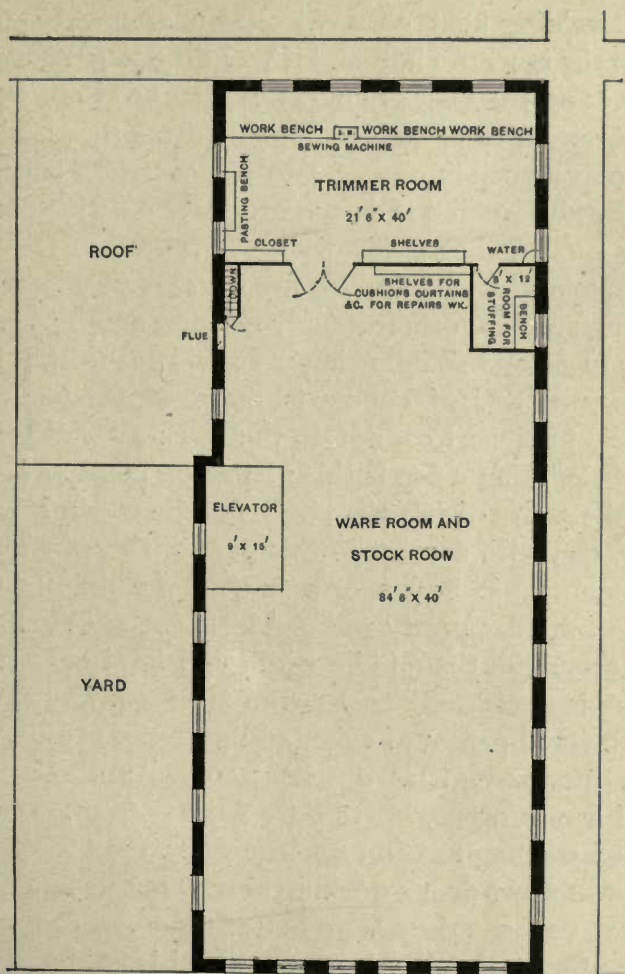 WORK BENCH S. M. WORK BENCH WORK BENCH
SEWING MACHINE
PASTING BENCH
TRIMMER ROOM
21' 6" X 40'
CLOSET
SHELVES
WATER
ROOF
DOWN
SHELVES FOR
CUSHIONS CURTAINS
&C. FOR REPAIRS WK.
X 12'
ROOM FOR
STUFFING
BENCH
FLUE
ELEVATOR
9' X 15'
WARE ROOM AND
STOCK ROOM
84' 6" X 40'
YARD